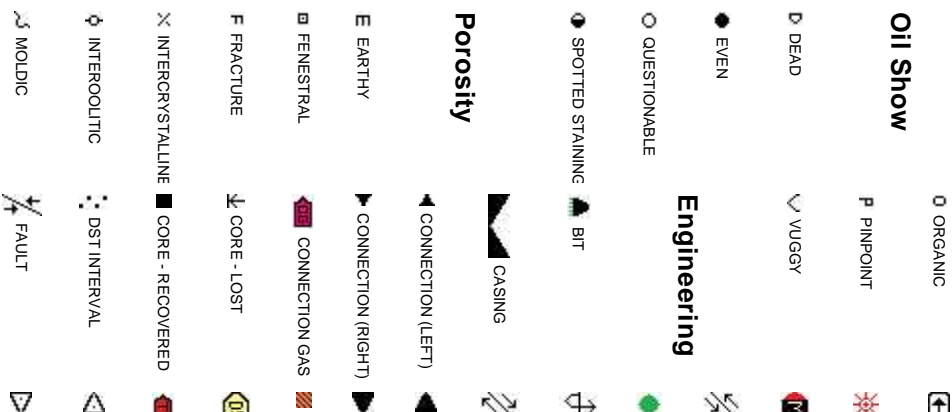 Oil Show
DEAD
EVEN
QUESTIONABLE
SPOTTED STAINING
Porosity
E EARTHY
FENESTRAL
F FRACTURE
INTERCRYSTALLINE
INTEROOLITIC
MOLDIC
ORGANIC
P PINPOINT
VUGGY
Engineering
BIT
CASING
CONNECTION (LEFT)
CONNECTION (RIGHT)
CONNECTION GAS
CORE - LOST
CORE - RECOVERED
DST INTERVAL
FAULT